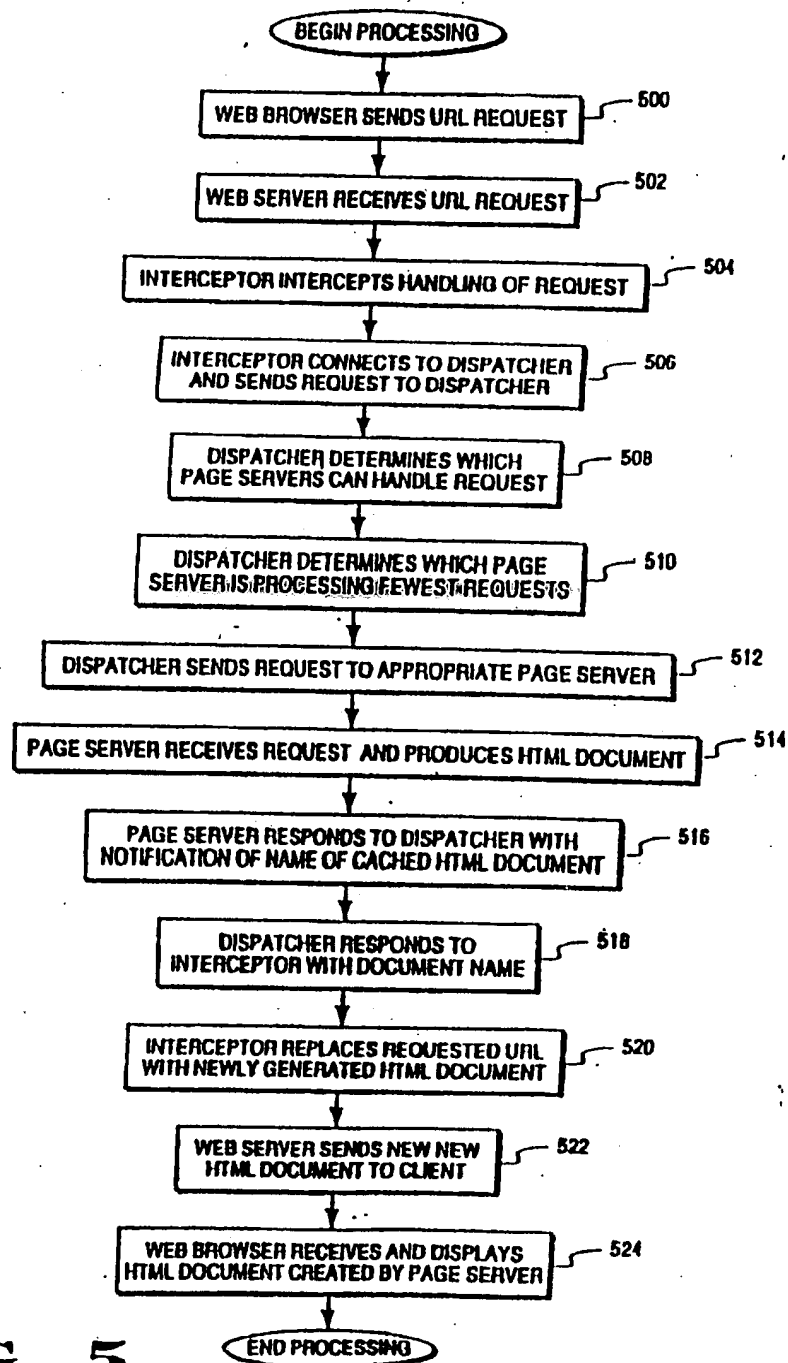 BEGIN PROCESSING
WEB BROWSER SENDS URL REQUEST
500
WEB SERVER RECEIVES URL REQUEST
502
INTERCEPTOR INTERCEPTS HANDLING OF REQUEST
504
INTERCEPTOR CONNECTS TO DISPATCHER
AND SENDS REQUEST TO DISPATCHER
506
DISPATCHER DETERMINES WHICH
PAGE SERVERS CAN HANDLE REQUEST
508
DISPATCHER DETERMINES WHICH PAGE
SERVER IS PROCESSING FEWEST REQUESTS
510
DISPATCHER SENDS REQUEST TO APPROPRIATE PAGE SERVER
512
PAGE SERVER RECEIVES REQUEST AND PRODUCES HTML DOCUMENT
514
PAGE SERVER RESPONDS TO DISPATCHER WITH
NOTIFICATION OF NAME OF CACHED HTML DOCUMENT
516
DISPATCHER RESPONDS TO
INTERCEPTOR WITH DOCUMENT NAME
518
INTERCEPTOR REPLACES REQUESTED URL
WITH NEWLY GENERATED HTML DOCUMENT
520
WEB SERVER SENDS NEW NEW
HTML DOCUMENT TO CLIENT
522
WEB BROWSER RECEIVES AND DISPLAYS
HTML DOCUMENT CREATED BY PAGE SERVER
524
END PROCESSING
5